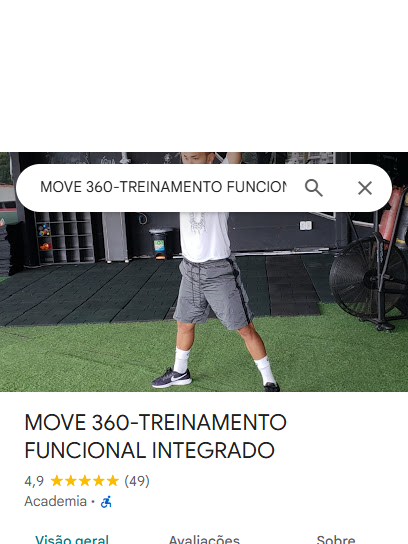 MOVE 360-TREINAMENTO FUNCION
MOVE 360-TREINAMENTO
FUNCIONAL INTEGRADO
4,9 (49)
Academia •
Visão geral Avaliações Sobre